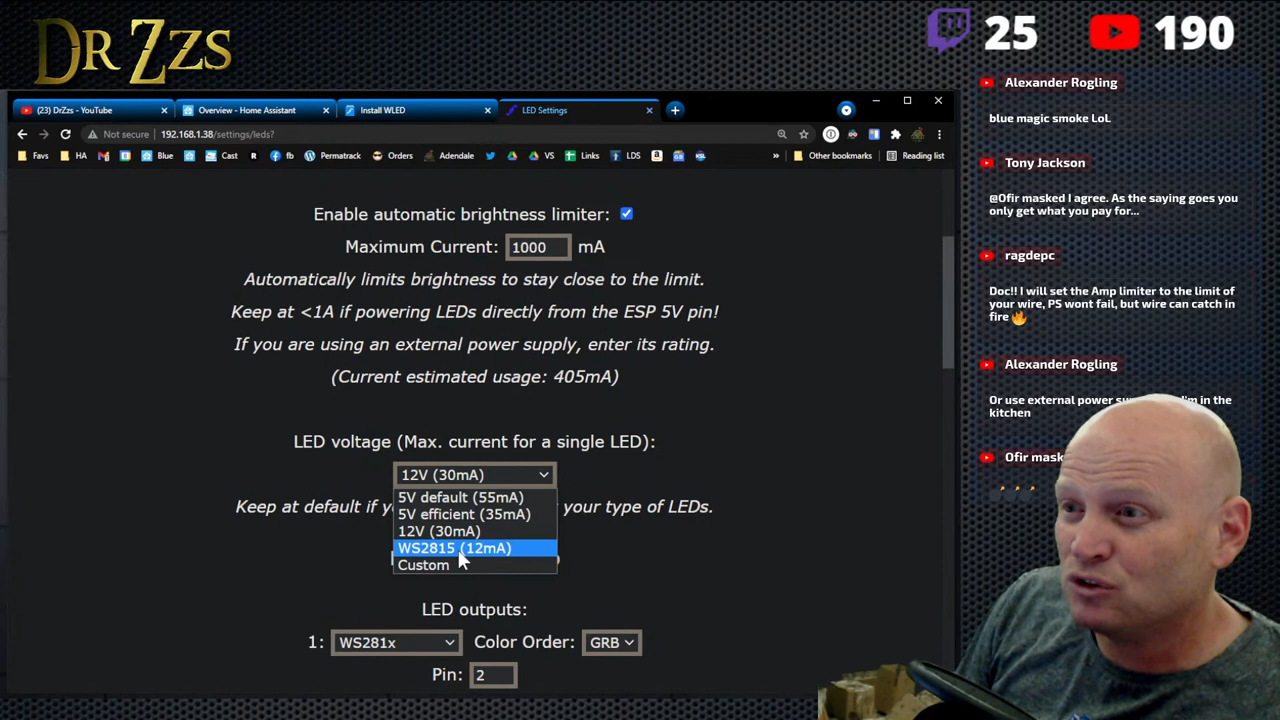 DR ZZS
25
190
(23) DrZzs - YouTube
Overview - Home Assistant
Install WLED
LED Settings
Not secure
192.168.1.38/settings/leds?
Favs
HA
Blue
Cast
R
fb
Permatrack
Orders
Adendale
VS
Links
LDS
KSL
»
Other bookmarks
Reading list
Enable automatic brightness limiter:
Maximum Current: 1000 mA
Automatically limits brightness to stay close to the limit.
Keep at <1A if powering LEDs directly from the ESP 5V pin!
If you are using an external power supply, enter its rating.
(Current estimated usage: 405mA)
LED voltage (Max. current for a single LED):
12V (30mA)
5V default (55mA)
Keep at default if your type of LEDs.
5V efficient (35mA)
12V (30mA)
WS2815 (12mA)
Custom
LED outputs:
1: WS281x Color Order: GRB
Pin: 2
Alexander Rogling
blue magic smoke LoL
Tony Jackson
@Ofir masked I agree. As the saying goes you
only get what you pay for...
ragdepc
Doc!! I will set the Amp limiter to the limit of
your wire, PS wont fail, but wire can catch in
fire
Alexander Rogling
Or use external power I'm in the
kitchen
Ofir